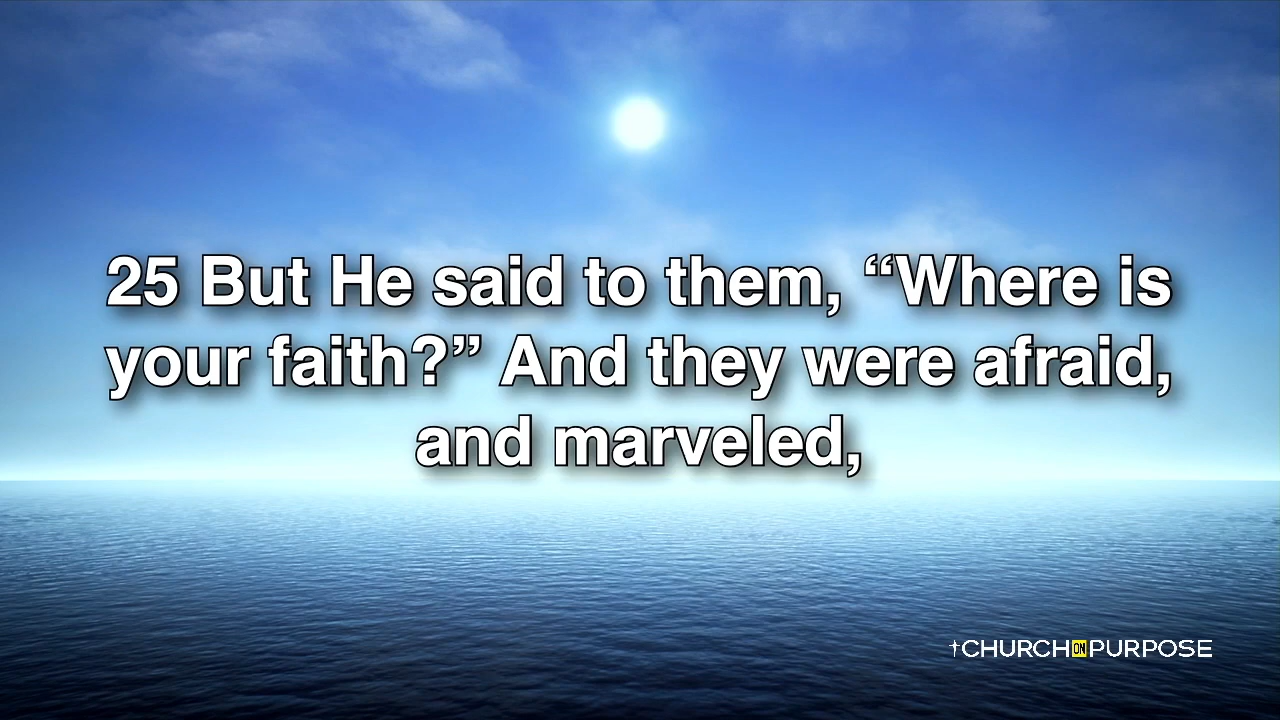 25 But He said to them, “Where is
your faith?” And they were afraid,
and marveled,
†CHURCH ON PURPOSE